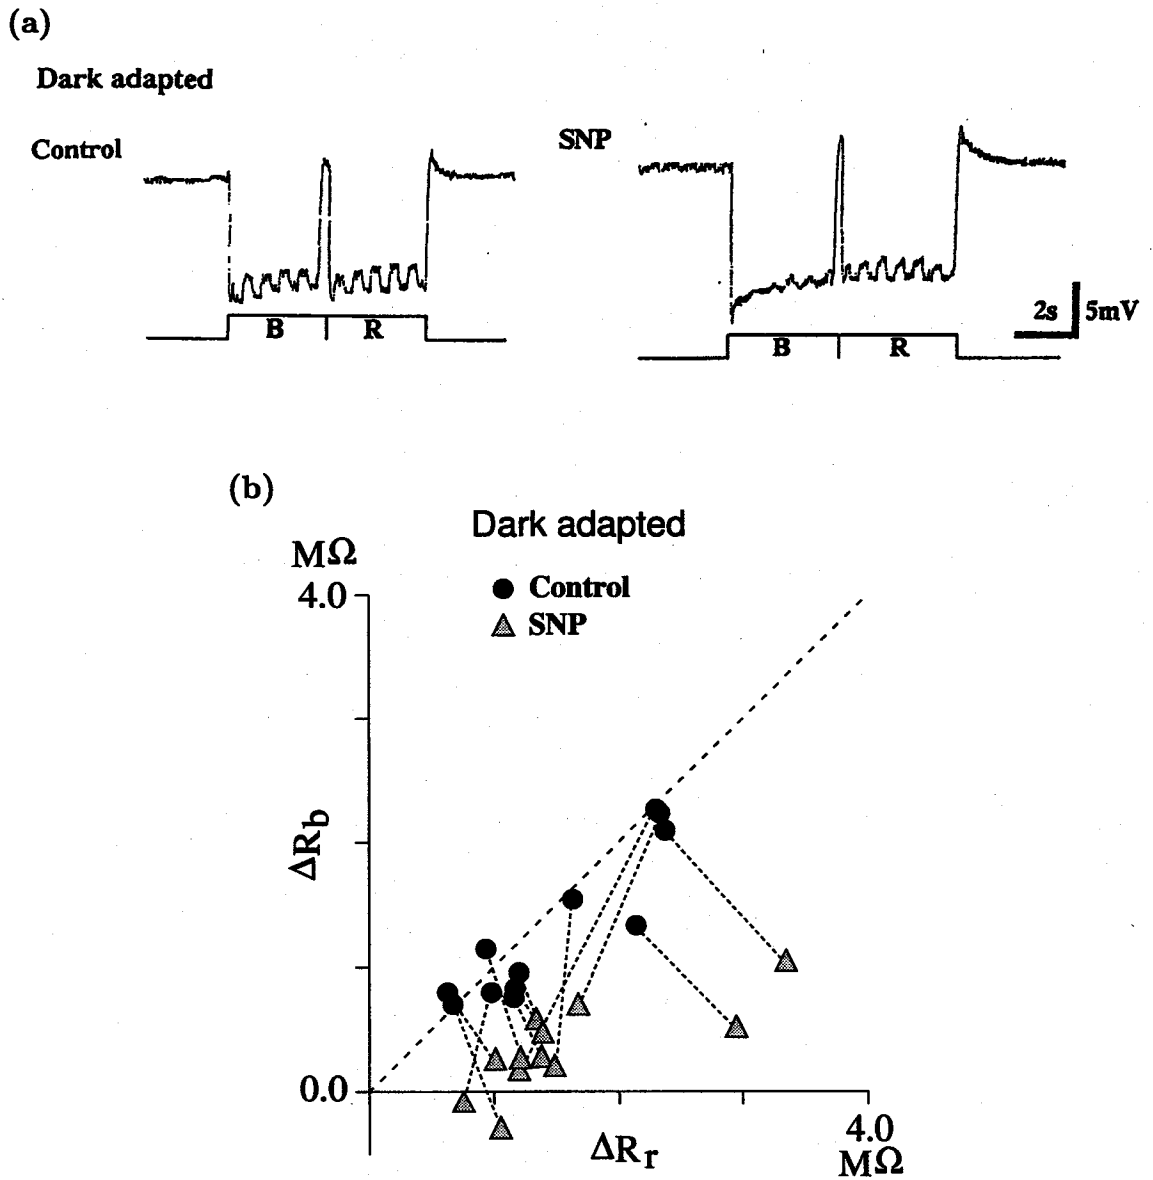 (a)
Dark adapted
Control
SNP
B
R
B
R
2s
5mV
(b)
Dark adapted
MΩ
4.0
Control
SNP
ΔRb
0.0
4.0
ΔRr
MΩ